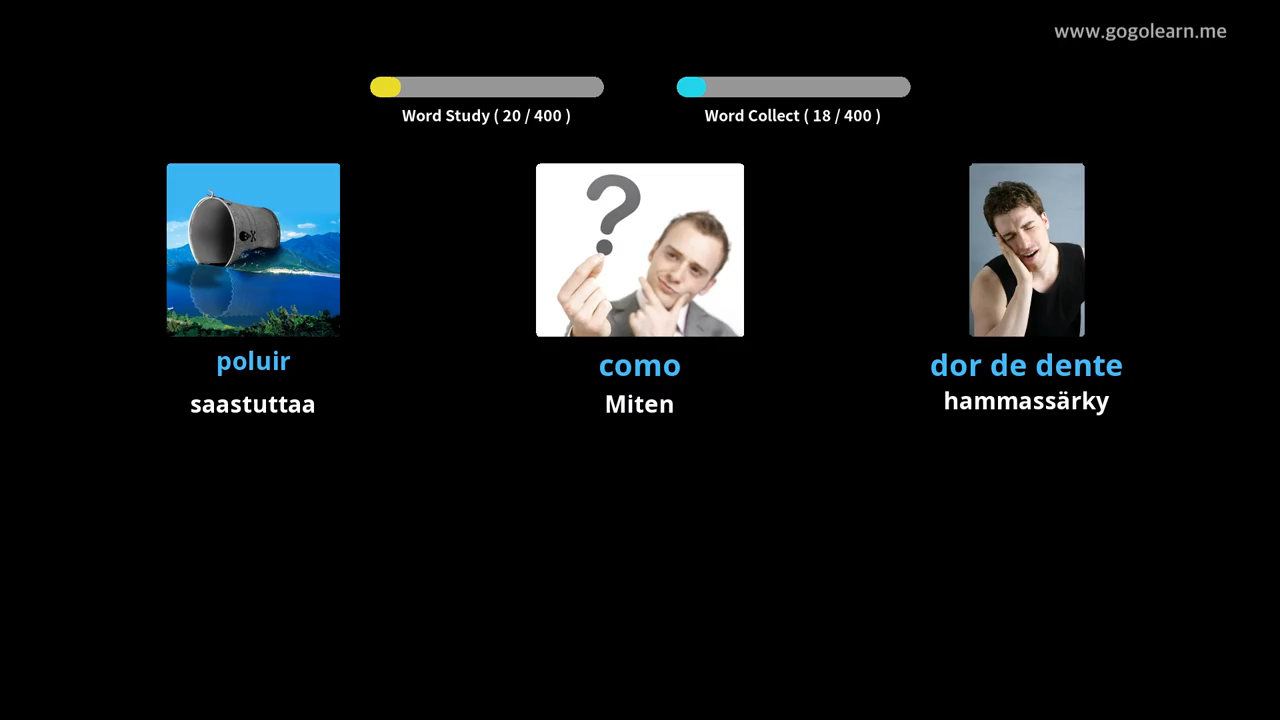 www.gogolearn.me
Word Study ( 20 / 400 )
Word Collect ( 18 / 400 )
poluir
como
dor de dente
saastuttaa
Miten
hammassärky